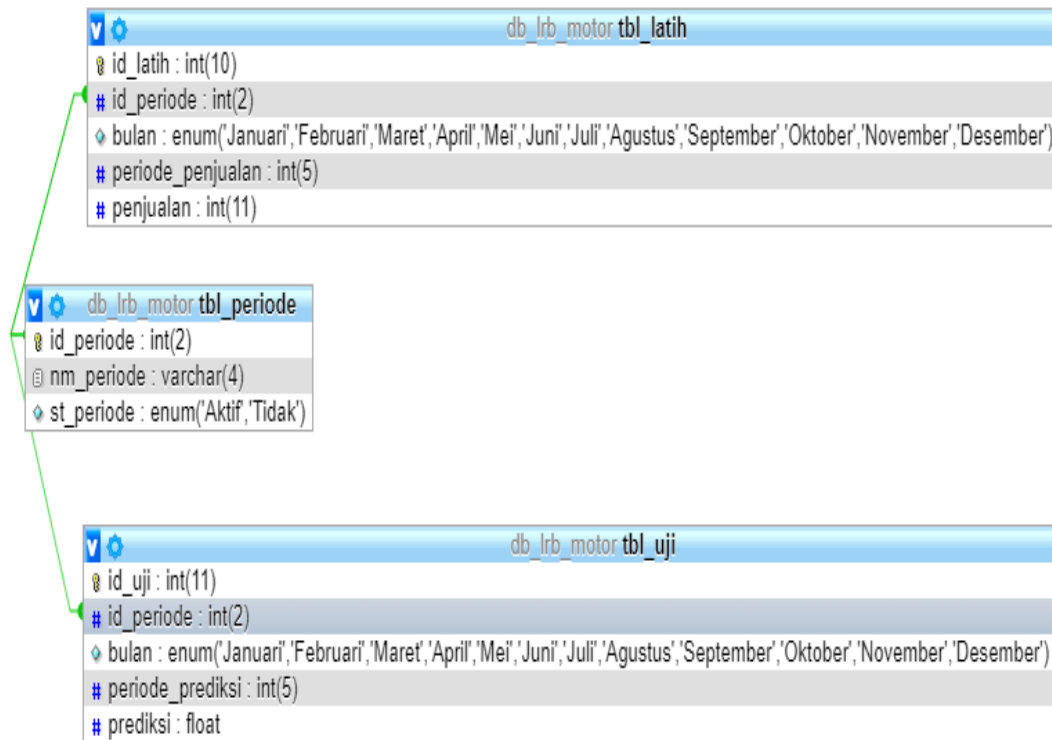 db_lrb_motor tbl_latih
id_latih : int(10)
# id_periode : int(2)
bulan : enum('Januari','Februari','Maret','April','Mei','Juni','Juli','Agustus','September','Oktober','November','Desember')
# periode_penjualan : int(5)
# penjualan : int(11)
db_lrb_motor tbl_periode
id_periode : int(2)
nm_periode : varchar(4)
st_periode : enum('Aktif','Tidak')
db_lrb_motor tbl_uji
id_uji : int(11)
# id_periode : int(2)
bulan : enum('Januari','Februari','Maret','April','Mei','Juni','Juli','Agustus','September','Oktober','November','Desember')
# periode_prediksi : int(5)
# prediksi : float